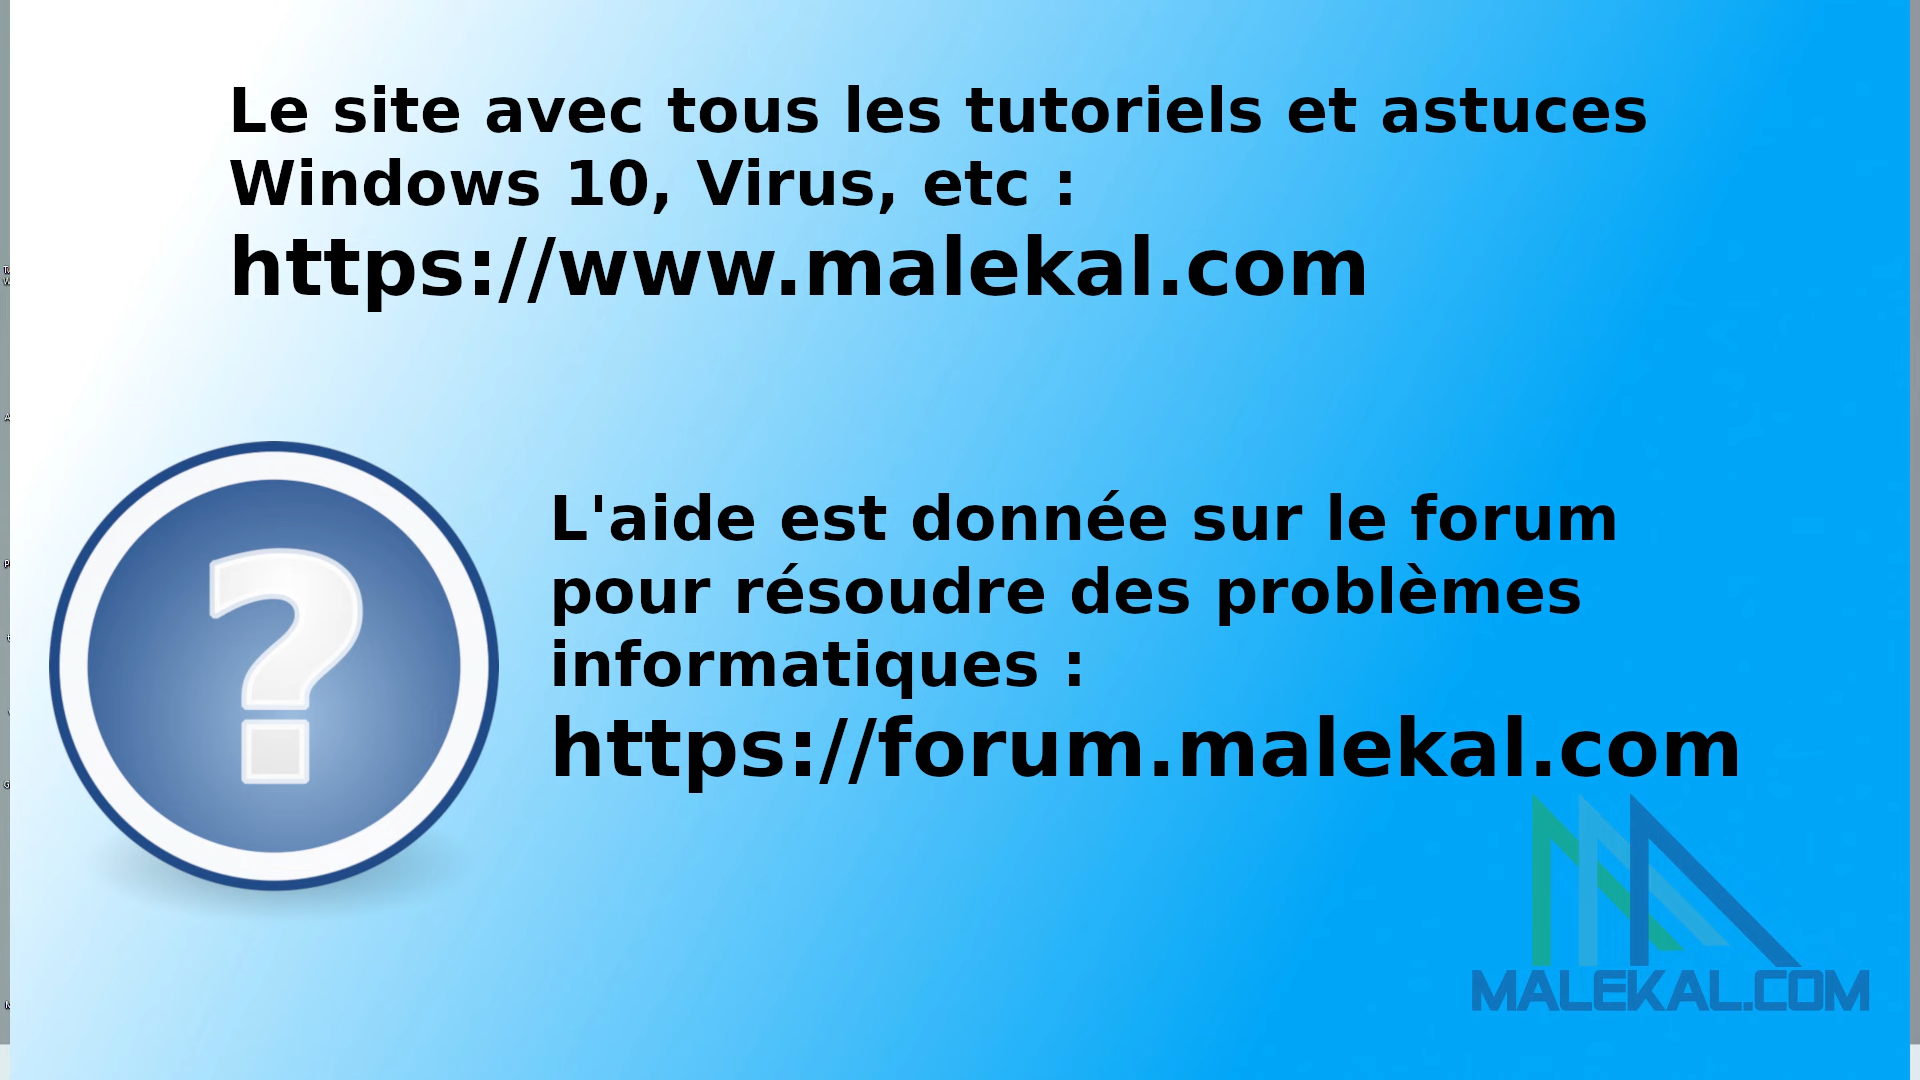 Le site avec tous les tutoriels et astuces
Windows 10, Virus, etc :
https://www.malekal.com
L'aide est donnée sur le forum
pour résoudre des problèmes
informatiques :
https://forum.malekal.com
MALEKAL.COM